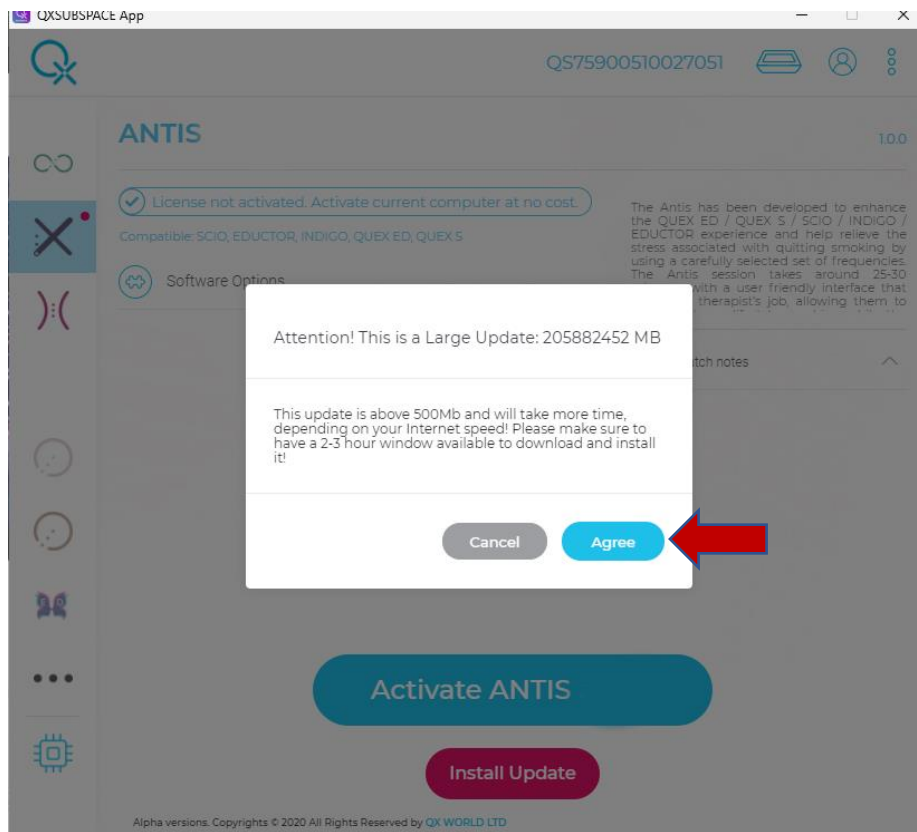 QXSUBSPACE App
QS75900510027051
ANTIS
1.0.0
License not activated. Activate current computer at no cost.
Compatible: SCIO, EDUCTOR, INDIGO, QUEX ED, QUEX S
Software Options
The Antis has been developed to enhance
the QUEX ED / QUEX S / SCIO / INDIGO /
EDUCTOR experience and help relieve the
stress associated with quitting smoking by
using a carefully selected set of frequencies.
The Antis session takes around 25-30
with a user friendly interface that
therapist's job, allowing them to
notes
Attention! This is a Large Update: 205882452 MB
This update is above 500Mb and will take more time,
depending on your Internet speed! Please make sure to
have a 2-3 hour window available to download and install
it!
Cancel
Agree
Activate ANTIS
Install Update
Alpha versions. Copyrights © 2020 All Rights Reserved by QX WORLD LTD